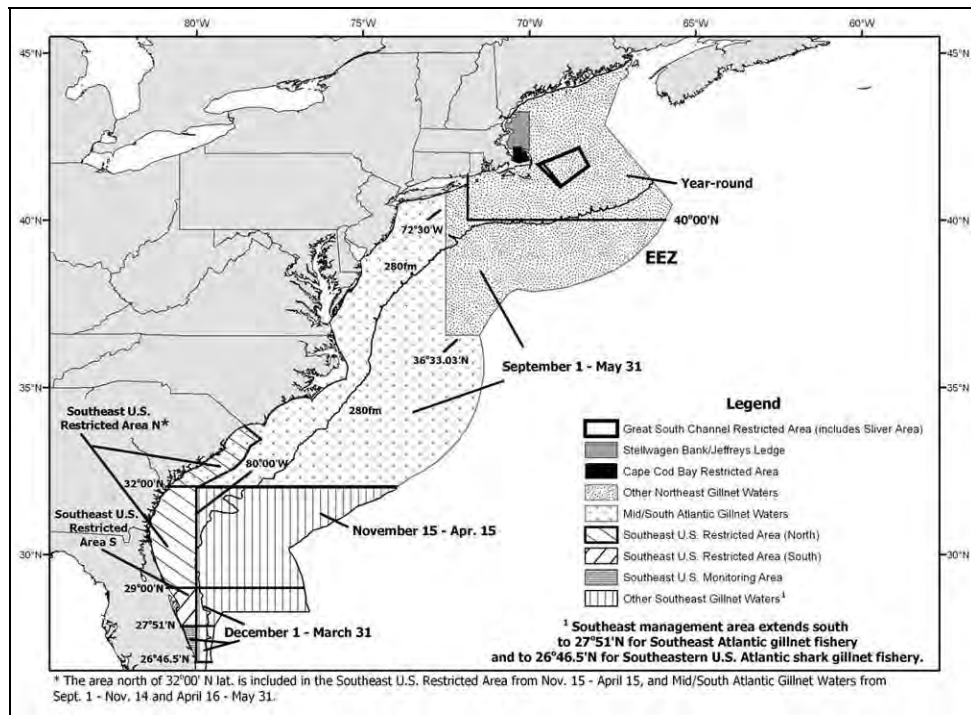 80°W 75°W 70°W 65°W 60°W
45°N 45°N
Year-round
40°N 40°00'N 40°N
72°30'W
EEZ
280fm
36°33.03'N
September 1 - May 31
35°N 35°N
280fm
Legend
Southeast U.S.
Restricted Area N*
Great South Channel Restricted Area (includes Sliver Area)
Stellwagen Bank/Jeffreys Ledge
80°00'W
Cape Cod Bay Restricted Area
32°00'N
Other Northeast Gillnet Waters
Southeast U.S.
Restricted
Area S
Mid/South Atlantic Gillnet Waters
November 15 - Apr. 15
Southeast U.S. Restricted Area (North)
30°N 30°N
Southeast U.S. Restricted Area (South)
29°00'N
Southeast U.S Monitoring Area
Other Southeast Gillnet Waters¹
27°51'N
December 1 - March 31
26°46.5'N
¹ Southeast management area extends south
to 27°51'N for Southeast Atlantic gillnet fishery
and to 26°46.5'N for Southeastern U.S. Atlantic shark gillnet fishery.
* The area north of 32°00' N lat. is included in the Southeast U.S. Restricted Area from Nov. 15 - April 15, and Mid/South Atlantic Gillnet Waters from
Sept. 1 - Nov. 14 and April 16 - May 31.